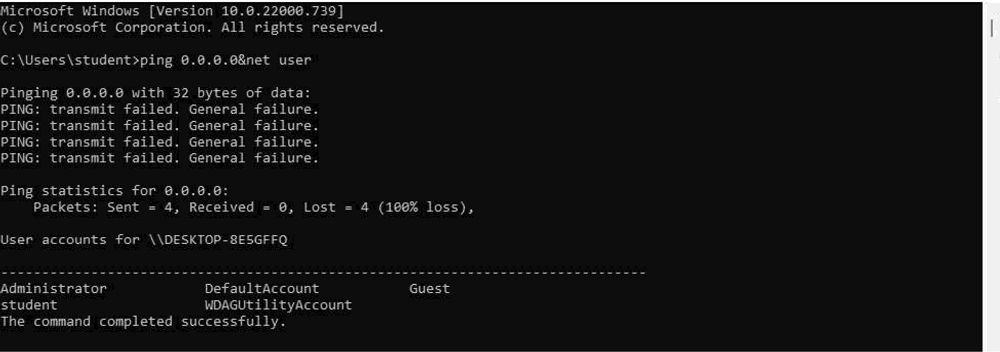 Microsoft Windows [Version 10.0.22000.739]
(c) Microsoft Corporation. All rights reserved.
C:\Users\student>ping 0.0.0.0&net user
Pinging 0.0.0.0 with 32 bytes of data:
PING: transmit failed. General failure.
PING: transmit failed. General failure.
PING: transmit failed. General failure.
PING: transmit failed. General failure.
Ping statistics for 0.0.0.0:
    Packets: Sent = 4, Received = 0, Lost = 4 (100% loss),
User accounts for \\DESKTOP-8E5GFFQ
-------------------------------------------------------------------------------
Administrator            DefaultAccount           Guest
student                  WDAGUtilityAccount
The command completed successfully.